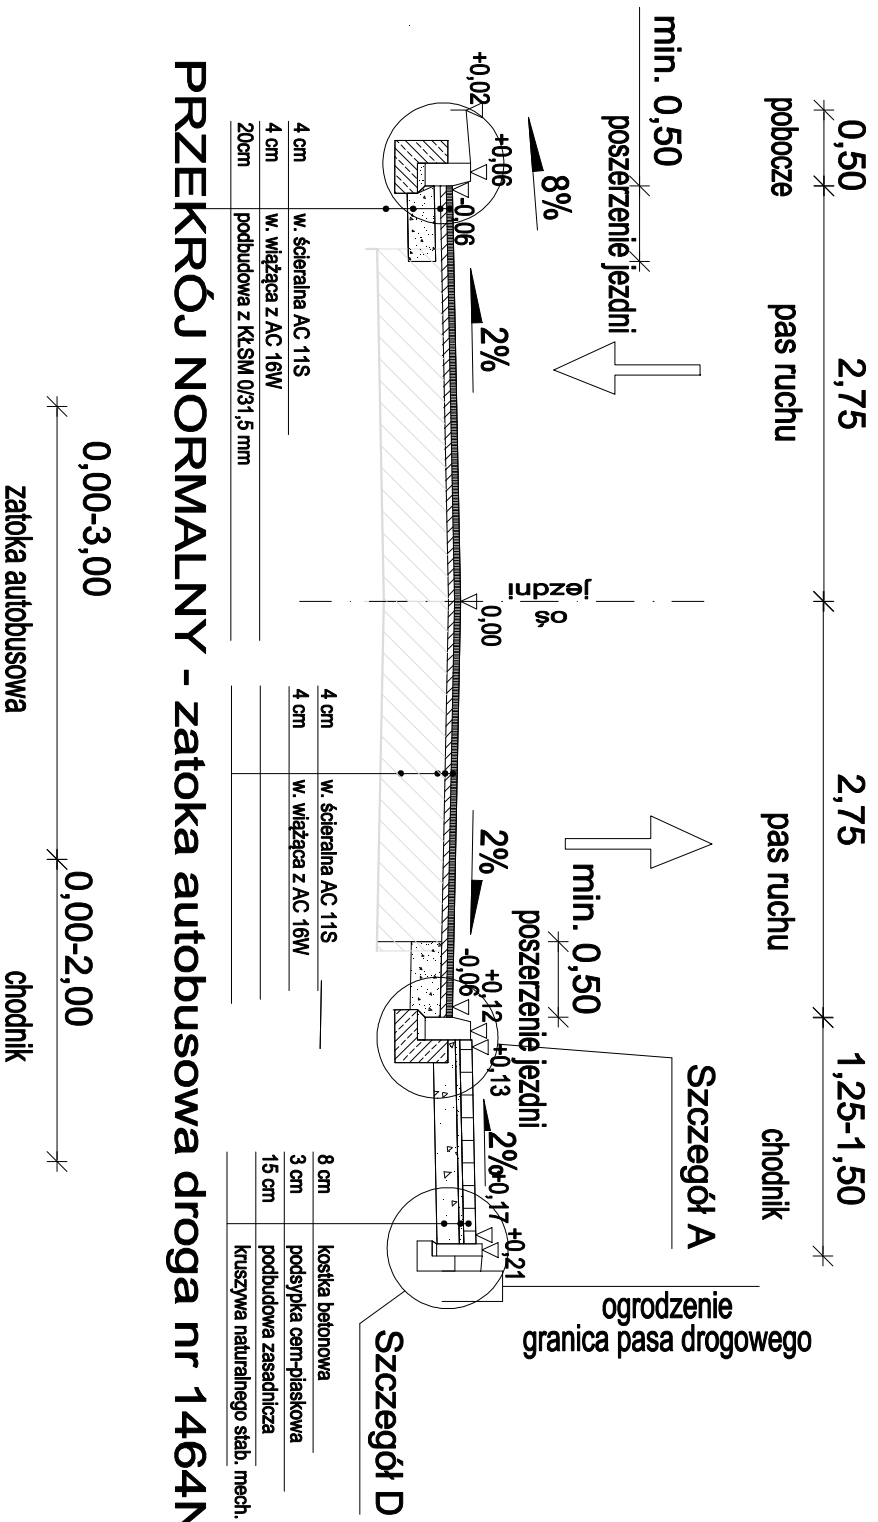 0,50
2,75
2,75
1,25-1,50
pobocze
pas ruchu
pas ruchu
chodnik
min. 0,50
poszerzenie jezdni
min. 0,50
poszerzenie jezdni
Szczegół A
ogrodzenie
granica pasa drogowego
8%
2%
oś
jezdni
2%
2%
+0,02
+0,06
-0,06
0,00
-0,06
+0,12
+0,13
+0,17
+0,21
Szczegół D
4 cm w. ścieralna AC 11S
4 cm w. wiążąca z AC 16W
20cm podbudowa z KŁSM 0/31,5 mm
4 cm w. ścieralna AC 11S
4 cm w. wiążąca z AC 16W
8 cm kostka betonowa
3 cm podsypka cem-piaskowa
15 cm podbudowa zasadnicza
kruszywa naturalnego stab. mech.
PRZEKRÓJ NORMALNY - zatoka autobusowa droga nr 1464N
0,00-3,00
0,00-2,00
zatoka autobusowa
chodnik